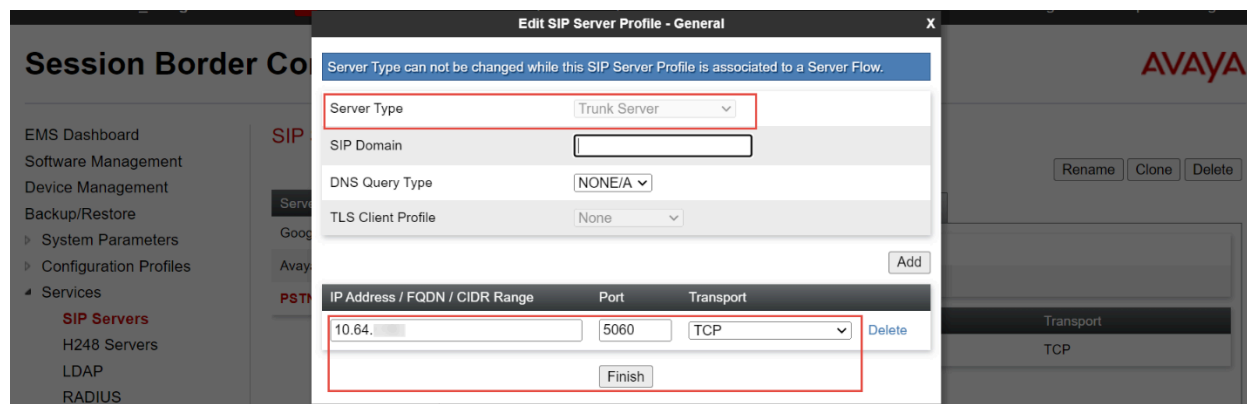 Edit SIP Server Profile - General X
Session Border Co
Server Type can not be changed while this SIP Server Profile is associated to a Server Flow.
AVAYA
Server Type Trunk Server
SIP Domain
DNS Query Type NONE/A
TLS Client Profile None
Add
IP Address / FQDN / CIDR Range Port Transport
10.64. 5060 TCP Delete
Finish
EMS Dashboard
Software Management
Device Management
Backup/Restore
System Parameters
Configuration Profiles
Services
SIP Servers
H248 Servers
LDAP
RADIUS
SIP
Rename Clone Delete
Serve
Goog
Avay
PSTN
Transport
TCP